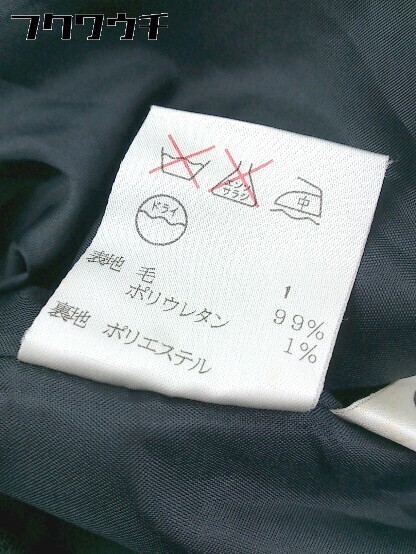 フクワウチ
エンソ
サラシ
中
ドライ
1
表地 毛 99%
ポリウレタン 1%
裏地 ポリエステル